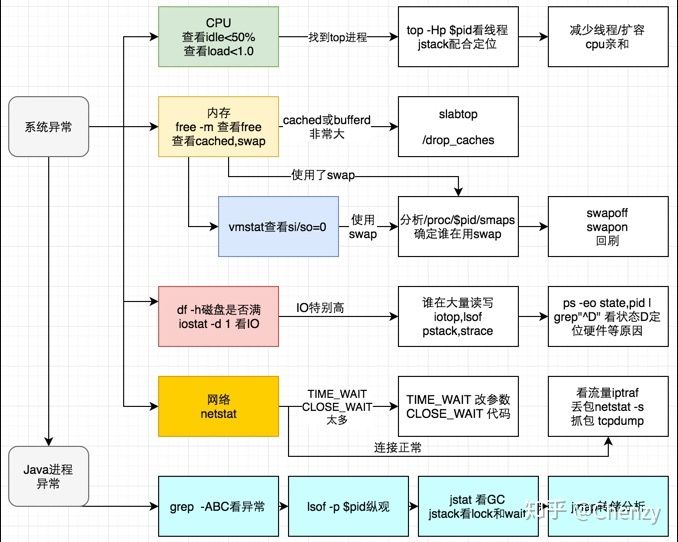 CPU
查看idle<50%
查看load<1.0
找到top进程
top -Hp $pid看线程
jstack配合定位
减少线程/扩容
cpu亲和
系统异常
内存
free -m 查看free
查看cached,swap
cached或bufferd
非常大
slabtop
/drop_caches
使用了swap
vmstat查看si/so=0
使用
swap
分析/proc/$pid/smaps
确定谁在用swap
swapoff
swapon
回刷
df -h磁盘是否满
iostat -d 1 看IO
IO特别高
谁在大量读写
iotop,lsof
pstack,strace
ps -eo state,pid |
grep"^D" 看状态D定
位硬件等原因
网络
netstat
TIME_WAIT
CLOSE_WAIT
太多
TIME_WAIT 改参数
CLOSE_WAIT 代码
看流量iptraf
丢包netstat -s
抓包 tcpdump
连接正常
Java进程
异常
grep -ABC看异常
lsof -p $pid纵观
jstat 看GC
jstack看lock和wait
jmap转储分析
知乎 @chenzy